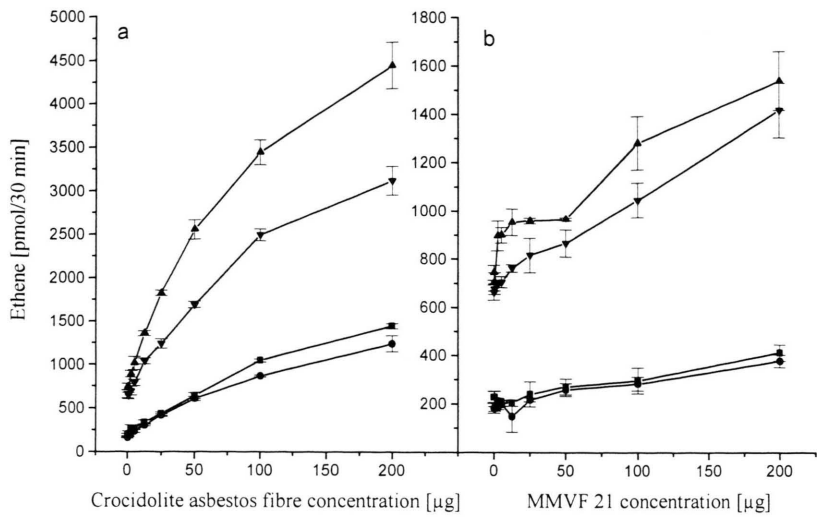 a
5000
4500
4000
3500
3000
2500
2000
1500
1000
500
0
Ethene [pmol/30 min]
0 50 100 150 200
Crocidolite asbestos fibre concentration [µg]
b
1800
1600
1400
1200
1000
800
600
400
200
0 50 100 150 200
MMVF 21 concentration [µg]